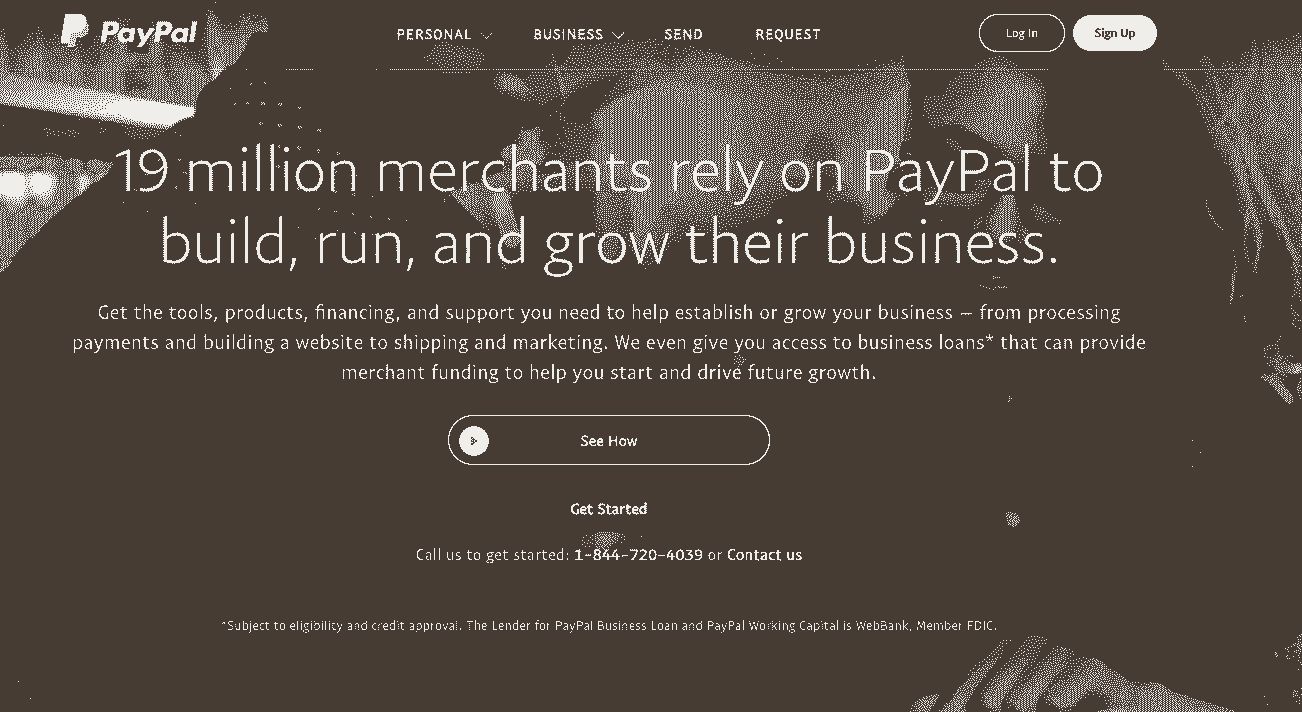 PayPal PERSONAL BUSINESS SEND REQUEST Log In Sign Up
19 million merchants rely on PayPal to
build, run, and grow their business.
Get the tools, products, financing, and support you need to help establish or grow your business – from processing
payments and building a website to shipping and marketing. We even give you access to business loans* that can provide
merchant funding to help you start and drive future growth.
See How
Get Started
Call us to get started: 1-844-720-4039 or Contact us
*Subject to eligibility and credit approval. The Lender for PayPal Business Loan and PayPal Working Capital is WebBank, Member FDIC.